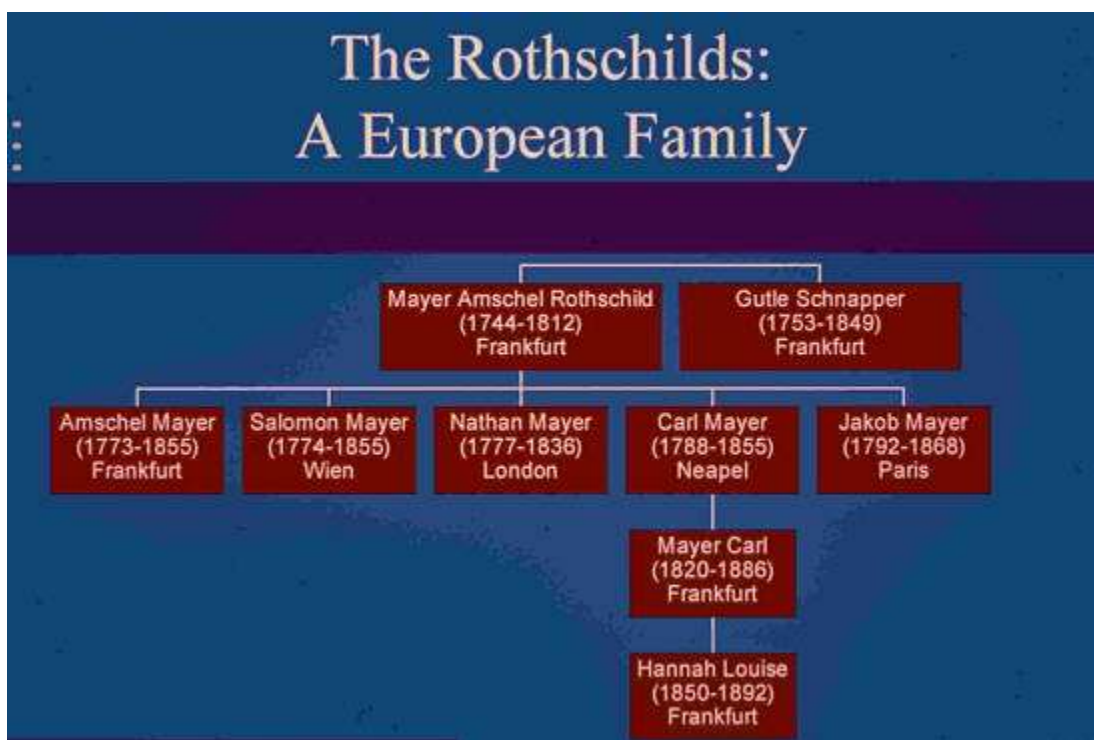 The Rothschilds:
A European Family
Mayer Amschel Rothschild
(1744-1812)
Frankfurt
Gutle Schnapper
(1753-1849)
Frankfurt
Amschel Mayer
(1773-1855)
Frankfurt
Salomon Mayer
(1774-1855)
Wien
Nathan Mayer
(1777-1836)
London
Carl Mayer
(1788-1855)
Neapel
Jakob Mayer
(1792-1868)
Paris
Mayer Carl
(1820-1886)
Frankfurt
Hannah Louise
(1850-1892)
Frankfurt